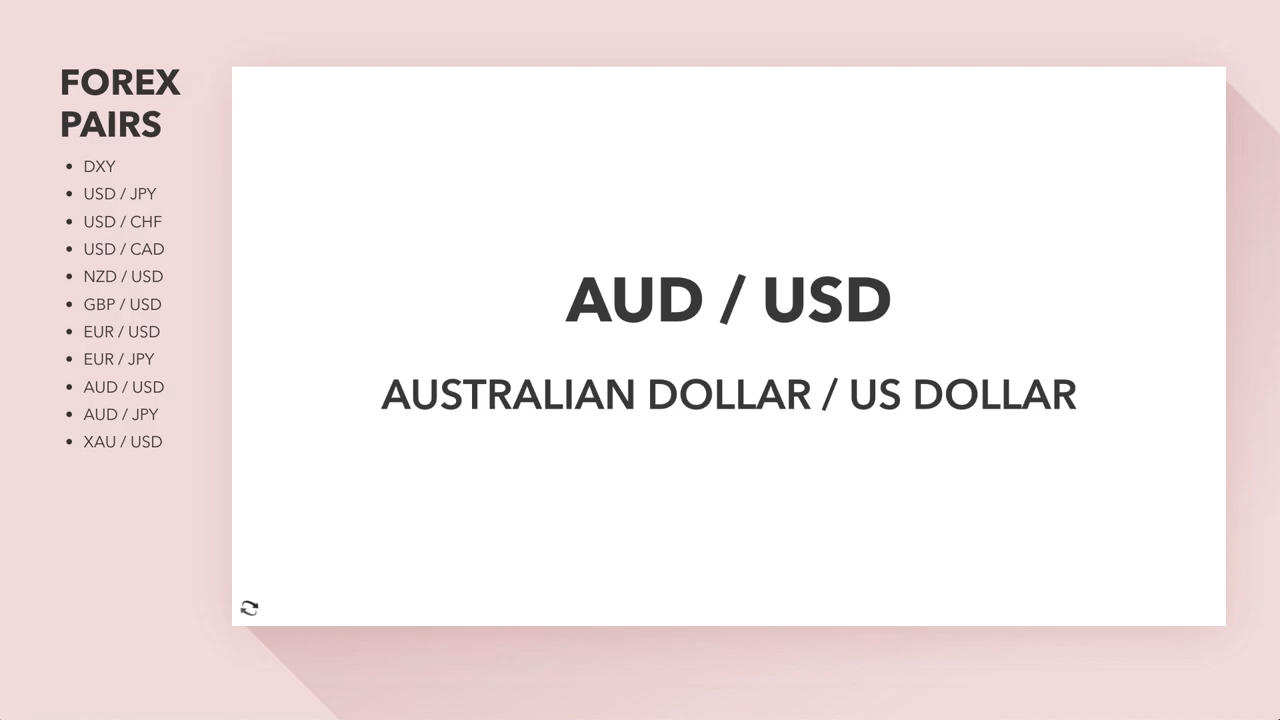 FOREX
PAIRS
• DXY
• USD / JPY
• USD / CHF
• USD / CAD
• NZD / USD
• GBP / USD
• EUR / USD
• EUR / JPY
• AUD / USD
• AUD / JPY
• XAU / USD
AUD / USD
AUSTRALIAN DOLLAR / US DOLLAR